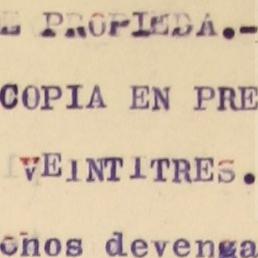 E PROPIEDA.-
COPIA EN PRE
VEINTITRES.
chos devenga